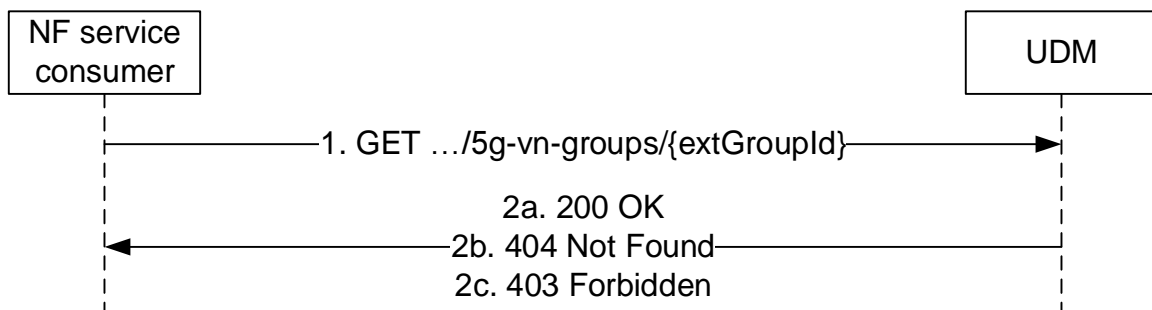 NF service
consumer
UDM
1. GET …/5g-vn-groups/{extGroupId}
2a. 200 OK
2b. 404 Not Found
2c. 403 Forbidden